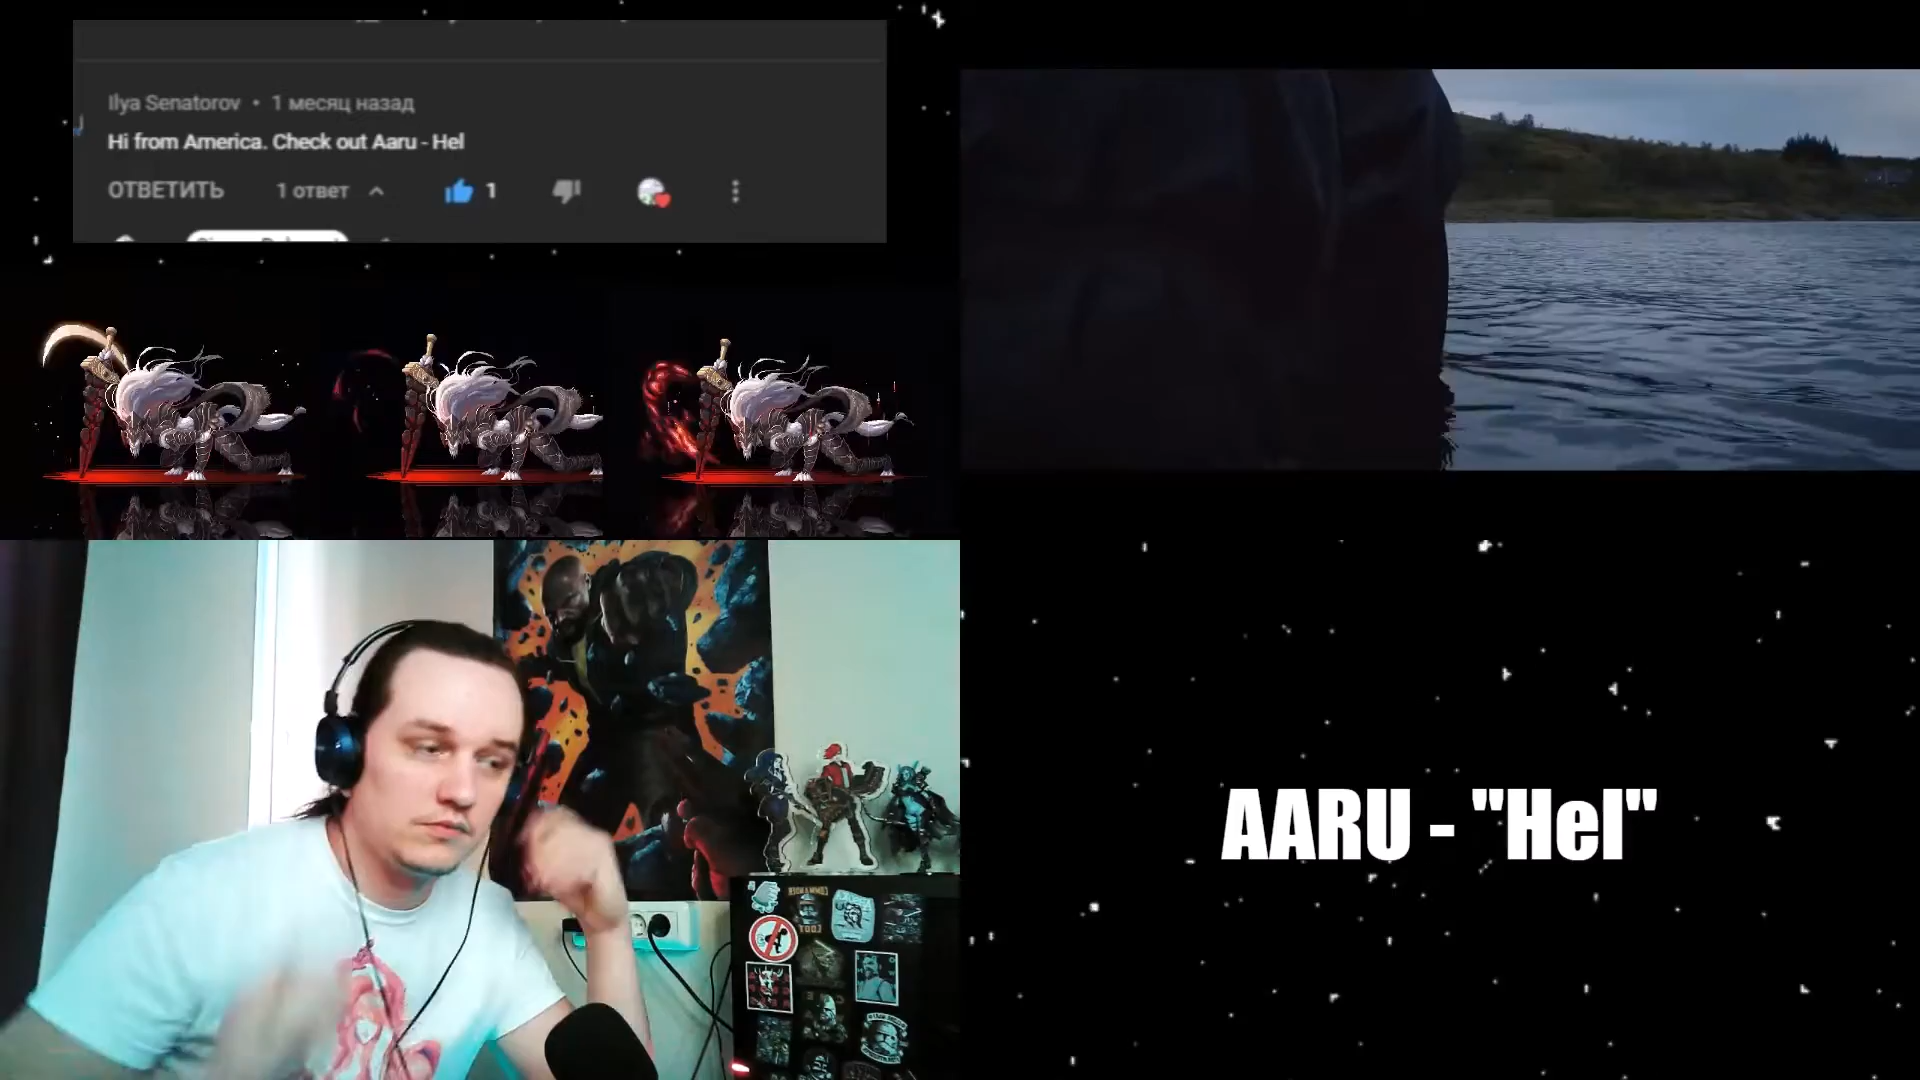 Ilya Senatorov • 1 месяц назад
Hi from America. Check out Aaru - Hel
ОТВЕТИТЬ 1 ответ 1
AARU - "Hel"